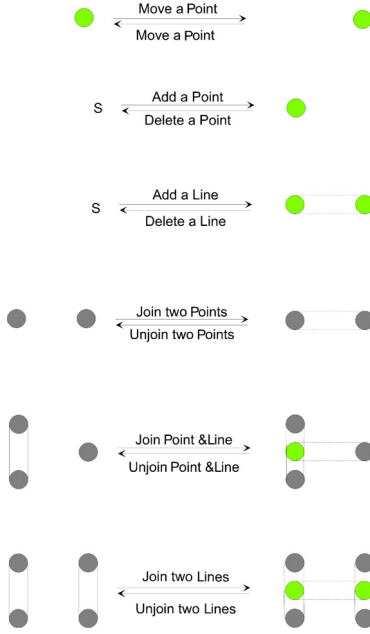 Move a Point
Move a Point
S
Add a Point
Delete a Point
S
Add a Line
Delete a Line
Join two Points
Unjoin two Points
Join Point &Line
Unjoin Point &Line
Join two Lines
Unjoin two Lines